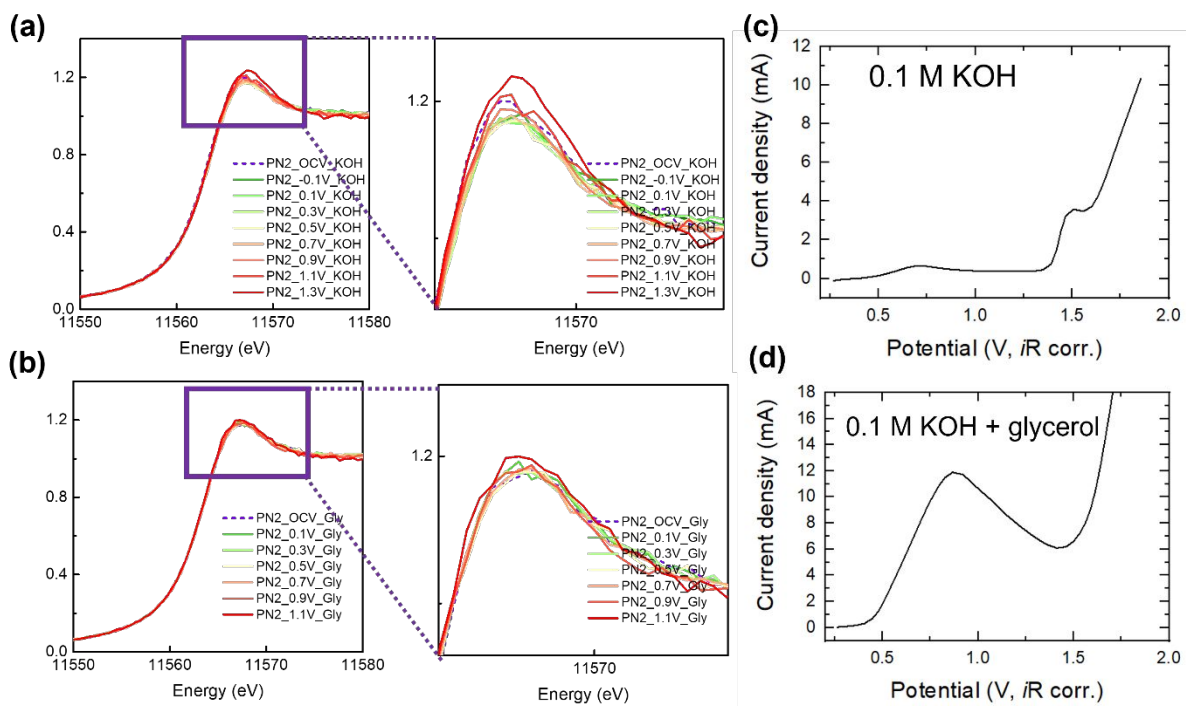 (a)
1.2
0.8
0.4
0.0
PN2_OCV_KOH
PN2_-0.1V_KOH
PN2_0.1V_KOH
PN2_0.3V_KOH
PN2_0.5V_KOH
PN2_0.7V_KOH
PN2_0.9V_KOH
PN2_1.1V_KOH
PN2_1.3V_KOH
11550 11560 11570 11580
Energy (eV)
1.2
PN2_OCV_KOH
PN2_-0.1V_KOH
PN2_0.1V_KOH
PN2_0.3V_KOH
PN2_0.5V_KOH
PN2_0.7V_KOH
PN2_0.9V_KOH
PN2_1.1V_KOH
PN2_1.3V_KOH
11570
Energy (eV)
(c)
Current density (mA)
12
10
8
6
4
2
0
0.1 M KOH
0.5 1.0 1.5 2.0
Potential (V, iR corr.)
(b)
1.2
0.8
0.4
0.0
PN2_OCV_Gly
PN2_0.1V_Gly
PN2_0.3V_Gly
PN2_0.5V_Gly
PN2_0.7V_Gly
PN2_0.9V_Gly
PN2_1.1V_Gly
11550 11560 11570 11580
Energy (eV)
1.2
PN2_OCV_Gly
PN2_0.1V_Gly
PN2_0.3V_Gly
PN2_0.5V_Gly
PN2_0.7V_Gly
PN2_0.9V_Gly
PN2_1.1V_Gly
11570
Energy (eV)
(d)
Current density (mA)
18
16
14
12
10
8
6
4
2
0
0.1 M KOH + glycerol
0.5 1.0 1.5 2.0
Potential (V, iR corr.)